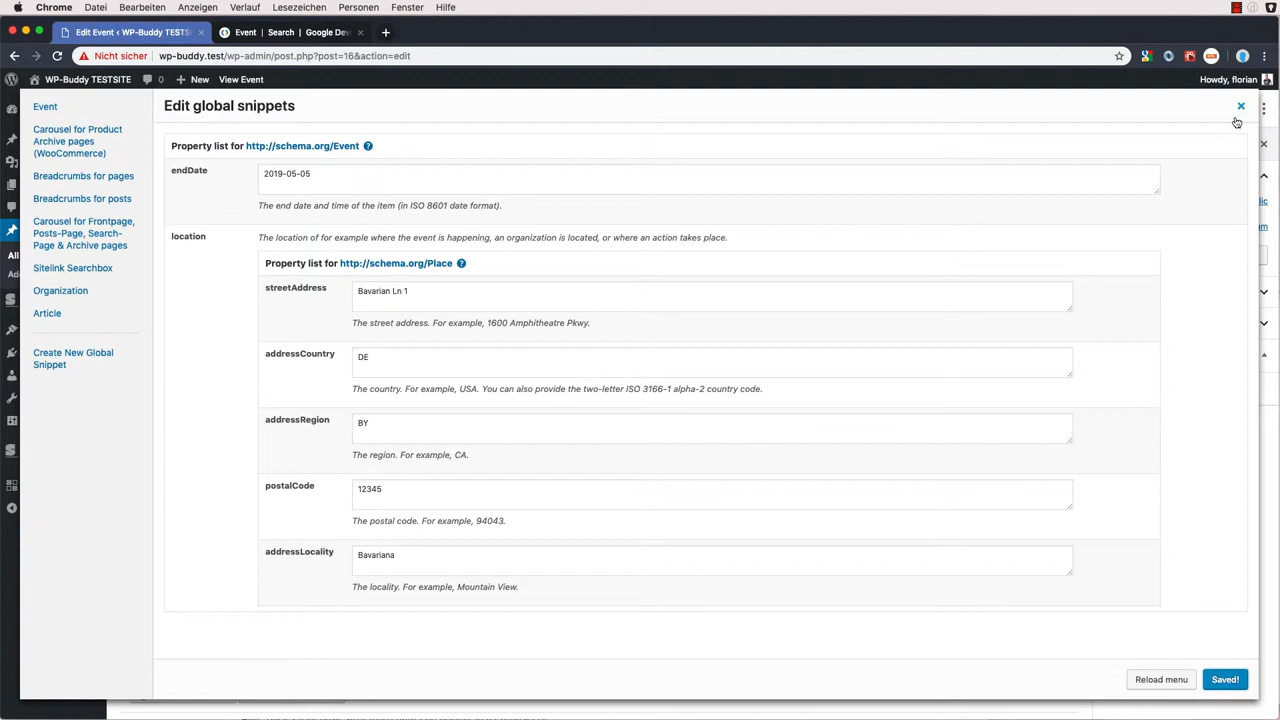 Chrome Datei Bearbeiten Anzeigen Verlauf Lesezeichen Personen Fenster Hilfe
Edit Event ‹ WP-Buddy TESTSI Event | Search | Google Dev
Nicht sicher wp-buddy.test/wp-admin/post.php?post=16&action=edit
WP-Buddy TESTSITE 0 New View Event Howdy, florian
Event
Carousel for Product
Archive pages
(WooCommerce)
Breadcrumbs for pages
Breadcrumbs for posts
Carousel for Frontpage,
Posts-Page, Search-
Page & Archive pages
Sitelink Searchbox
Organization
Article
Create New Global
Snippet
All
Edit global snippets
Property list for http://schema.org/Event
endDate
2019-05-05
The end date and time of the item (in ISO 8601 date format).
location
The location of for example where the event is happening, an organization is located, or where an action takes place.
Property list for http://schema.org/Place
streetAddress
Bavarian Ln 1
The street address. For example, 1600 Amphitheatre Pkwy.
addressCountry
DE
The country. For example, USA. You can also provide the two-letter ISO 3166-1 alpha-2 country code.
addressRegion
BY
The region. For example, CA.
postalCode
12345
The postal code. For example, 94043.
addressLocality
Bavariana
The locality. For example, Mountain View.
Reload menu Saved!